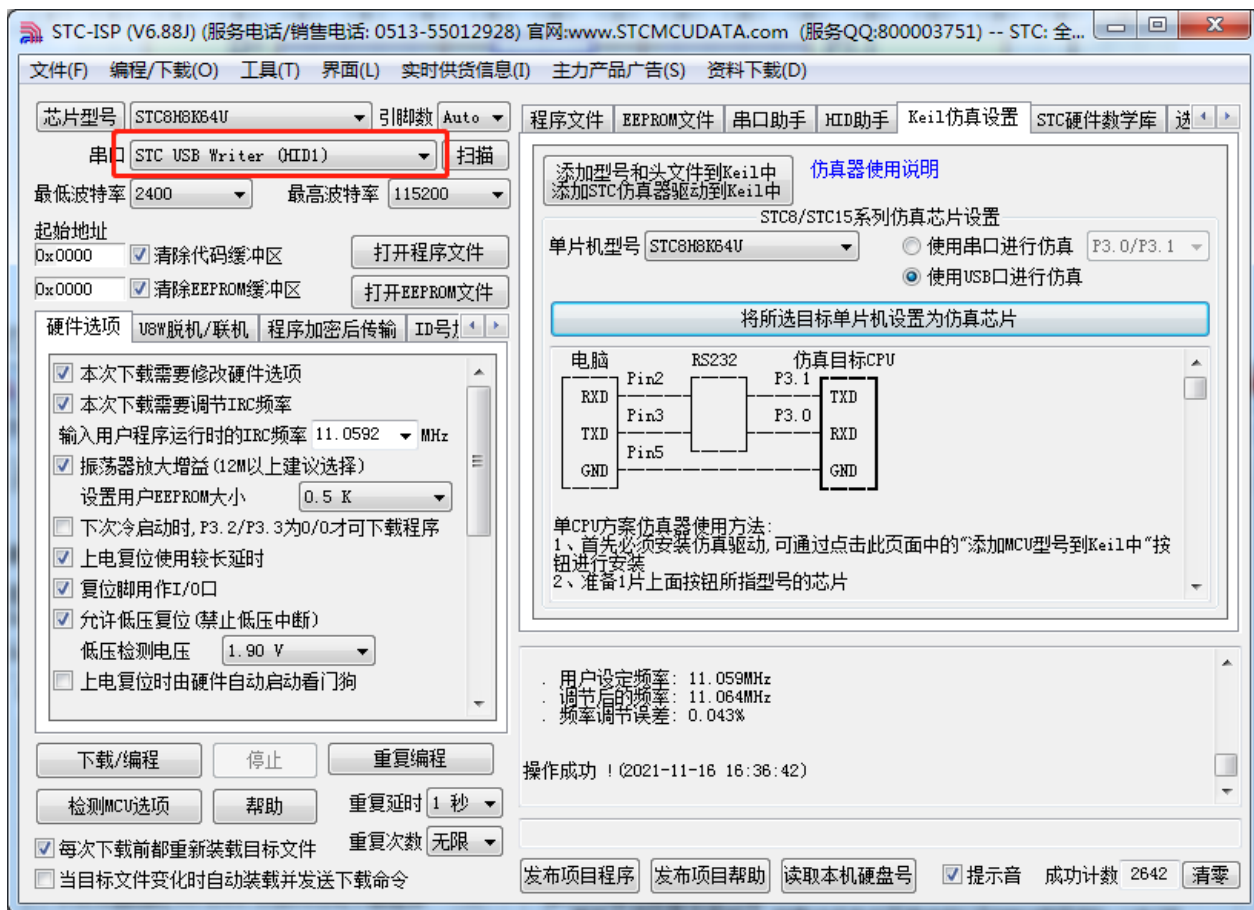 STC-ISP (V6.88J) (服务电话/销售电话: 0513-55012928) 官网:www.STCMCUDATA.com (服务QQ:800003751) -- STC: 全...
文件(F) 编程/下载(O) 工具(T) 界面(L) 实时供货信息(I) 主力产品广告(S) 资料下载(D)
芯片型号 STC8H8K64U 引脚数 Auto
串口 STC USB Writer (HID1) 扫描
最低波特率 2400 最高波特率 115200
起始地址
0x0000 清除代码缓冲区 打开程序文件
0x0000 清除EEPROM缓冲区 打开EEPROM文件
硬件选项 U8W脱机/联机 程序加密后传输 ID号
本次下载需要修改硬件选项
本次下载需要调节IRC频率
输入用户程序运行时的IRC频率 11.0592 MHz
振荡器放大增益(12M以上建议选择)
设置用户EEPROM大小 0.5 K
下次冷启动时,P3.2/P3.3为0/0才可下载程序
上电复位使用较长延时
复位脚用作I/O口
允许低压复位(禁止低压中断)
低压检测电压 1.90 V
上电复位时由硬件自动启动看门狗
下载/编程 停止 重复编程
检测MCU选项 帮助 重复延时 1 秒
每次下载前都重新装载目标文件 重复次数 无限
当目标文件变化时自动装载并发送下载命令
程序文件 EEPROM文件 串口助手 HID助手 Keil仿真设置 STC硬件数学库 选
添加型号和头文件到Keil中 仿真器使用说明
添加STC仿真器驱动到Keil中
STC8/STC15系列仿真芯片设置
单片机型号 STC8H8K64U 使用串口进行仿真 P3.0/P3.1
使用USB口进行仿真
将所选目标单片机设置为仿真芯片
电脑 RS232 仿真目标CPU
Pin2 P3.1
RXD TXD
Pin3 P3.0
TXD RXD
Pin5
GND GND
单CPU方案仿真器使用方法:
1、首先必须安装仿真驱动,可通过点击此页面中的“添加MCU型号到Keil中“按
钮进行安装
2、准备1片上面按钮所指型号的芯片
. 用户设定频率: 11.059MHz
. 调节后的频率: 11.064MHz
. 频率调节误差: 0.043%
操作成功 !(2021-11-16 16:36:42)
发布项目程序 发布项目帮助 读取本机硬盘号 提示音 成功计数 2642 清零